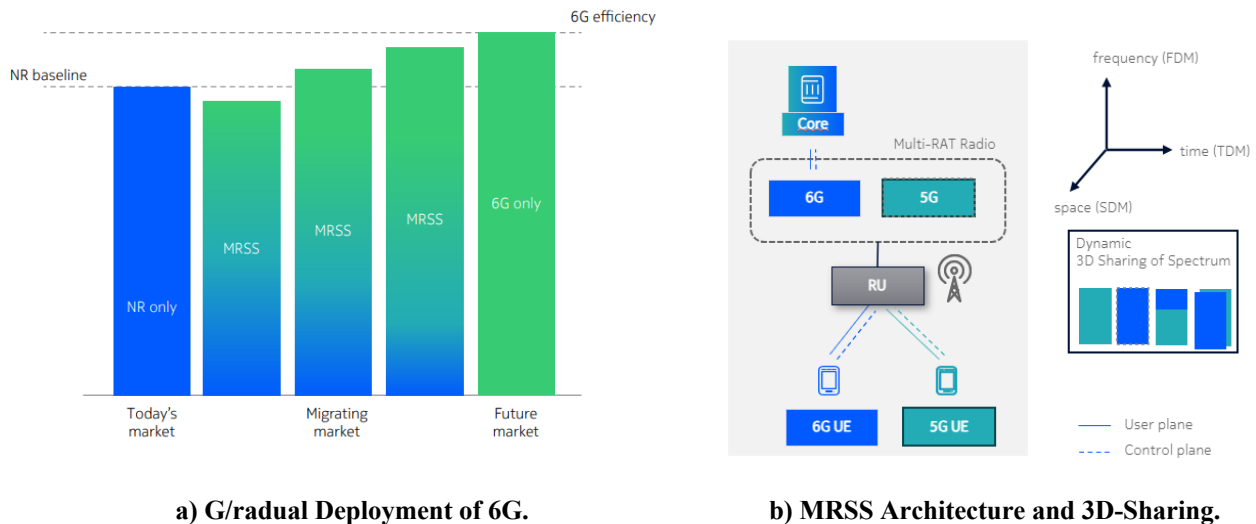 6G efficiency
NR baseline
NR only
MRSS
MRSS
MRSS
6G only
Today's
market
Migrating
market
Future
market
a) G/radual Deployment of 6G.
Core
Multi-RAT Radio
6G
5G
RU
6G UE
5G UE
frequency (FDM)
time (TDM)
space (SDM)
Dynamic
3D Sharing of Spectrum
User plane
Control plane
b) MRSS Architecture and 3D-Sharing.